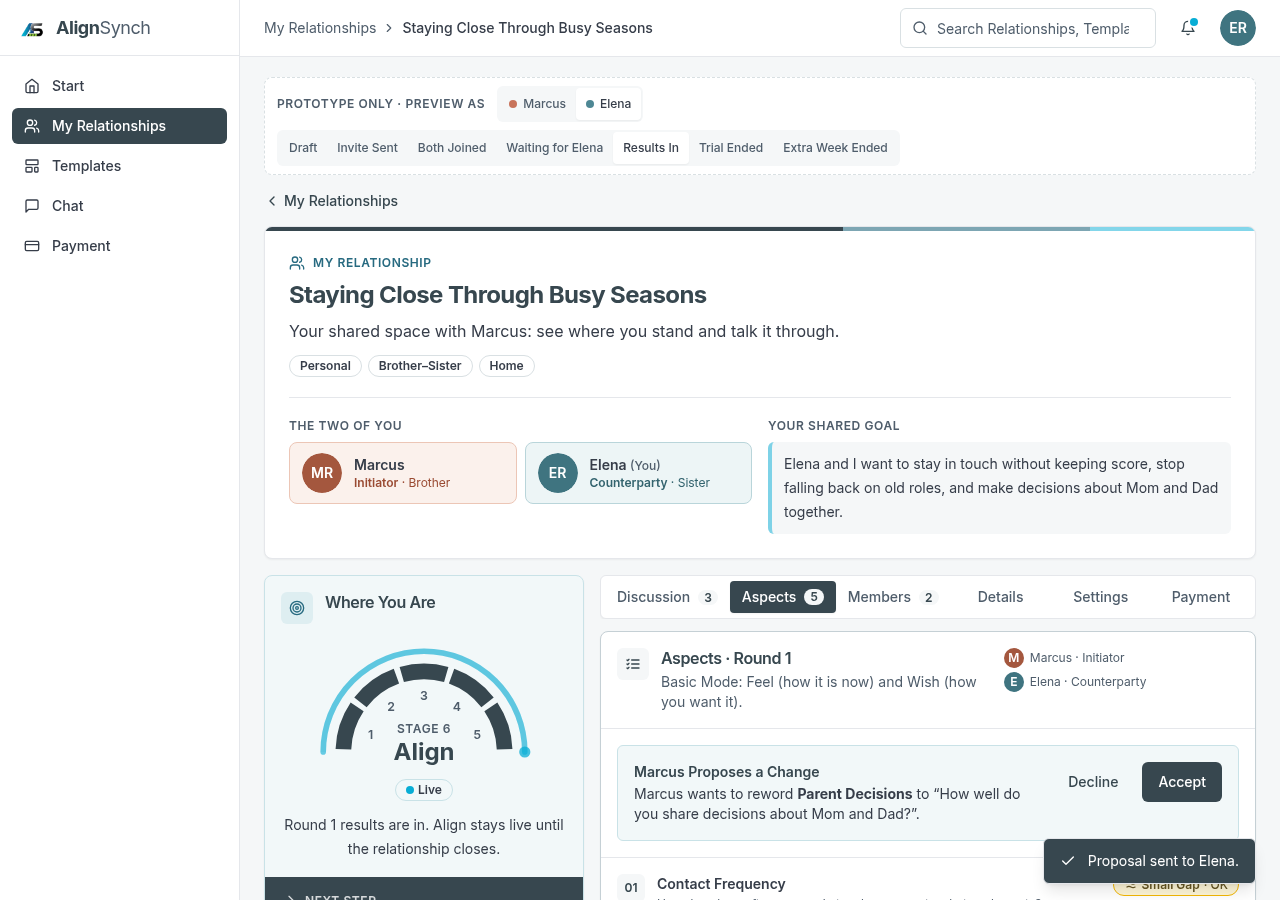 AlignSynch
My Relationships > Staying Close Through Busy Seasons
Search Relationships, Templa
ER
Start
My Relationships
Templates
Chat
Payment
PROTOTYPE ONLY · PREVIEW AS
Marcus
Elena
Draft
Invite Sent
Both Joined
Waiting for Elena
Results In
Trial Ended
Extra Week Ended
My Relationships
MY RELATIONSHIP
Staying Close Through Busy Seasons
Your shared space with Marcus: see where you stand and talk it through.
Personal
Brother–Sister
Home
THE TWO OF YOU
MR
Marcus
Initiator · Brother
ER
Elena (You)
Counterparty · Sister
YOUR SHARED GOAL
Elena and I want to stay in touch without keeping score, stop
falling back on old roles, and make decisions about Mom and Dad
together.
Where You Are
1
2
3
4
5
STAGE 6
Align
Live
Round 1 results are in. Align stays live until
the relationship closes.
NEXT STEP
Discussion 3
Aspects 5
Members 2
Details
Settings
Payment
Aspects · Round 1
Basic Mode: Feel (how it is now) and Wish (how
you want it).
M Marcus · Initiator
E Elena · Counterparty
Marcus Proposes a Change
Marcus wants to reword Parent Decisions to “How well do
you share decisions about Mom and Dad?”.
Decline
Accept
01
Contact Frequency
Small Gap · OK
Proposal sent to Elena.